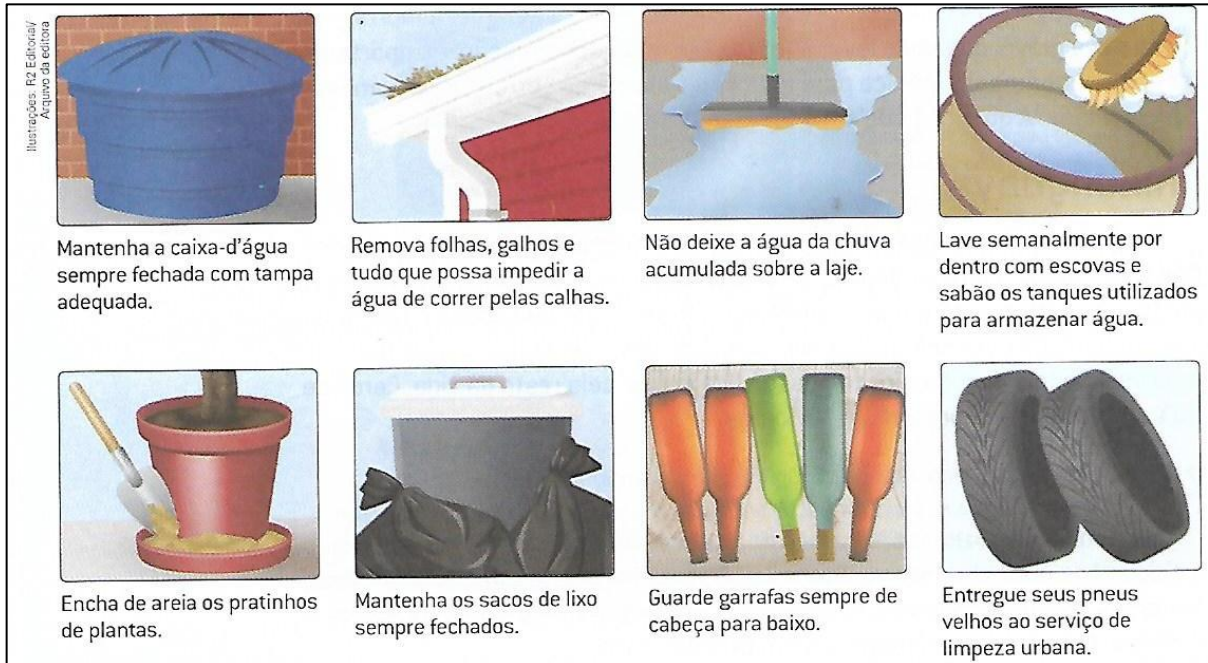 Ilustrações: R2 Editorial/
Arquivo da editora
Mantenha a caixa-d'água
sempre fechada com tampa
adequada.
Remova folhas, galhos e
tudo que possa impedir a
água de correr pelas calhas.
Não deixe a água da chuva
acumulada sobre a laje.
Lave semanalmente por
dentro com escovas e
sabão os tanques utilizados
para armazenar água.
Encha de areia os pratinhos
de plantas.
Mantenha os sacos de lixo
sempre fechados.
Guarde garrafas sempre de
cabeça para baixo.
Entregue seus pneus
velhos ao serviço de
limpeza urbana.